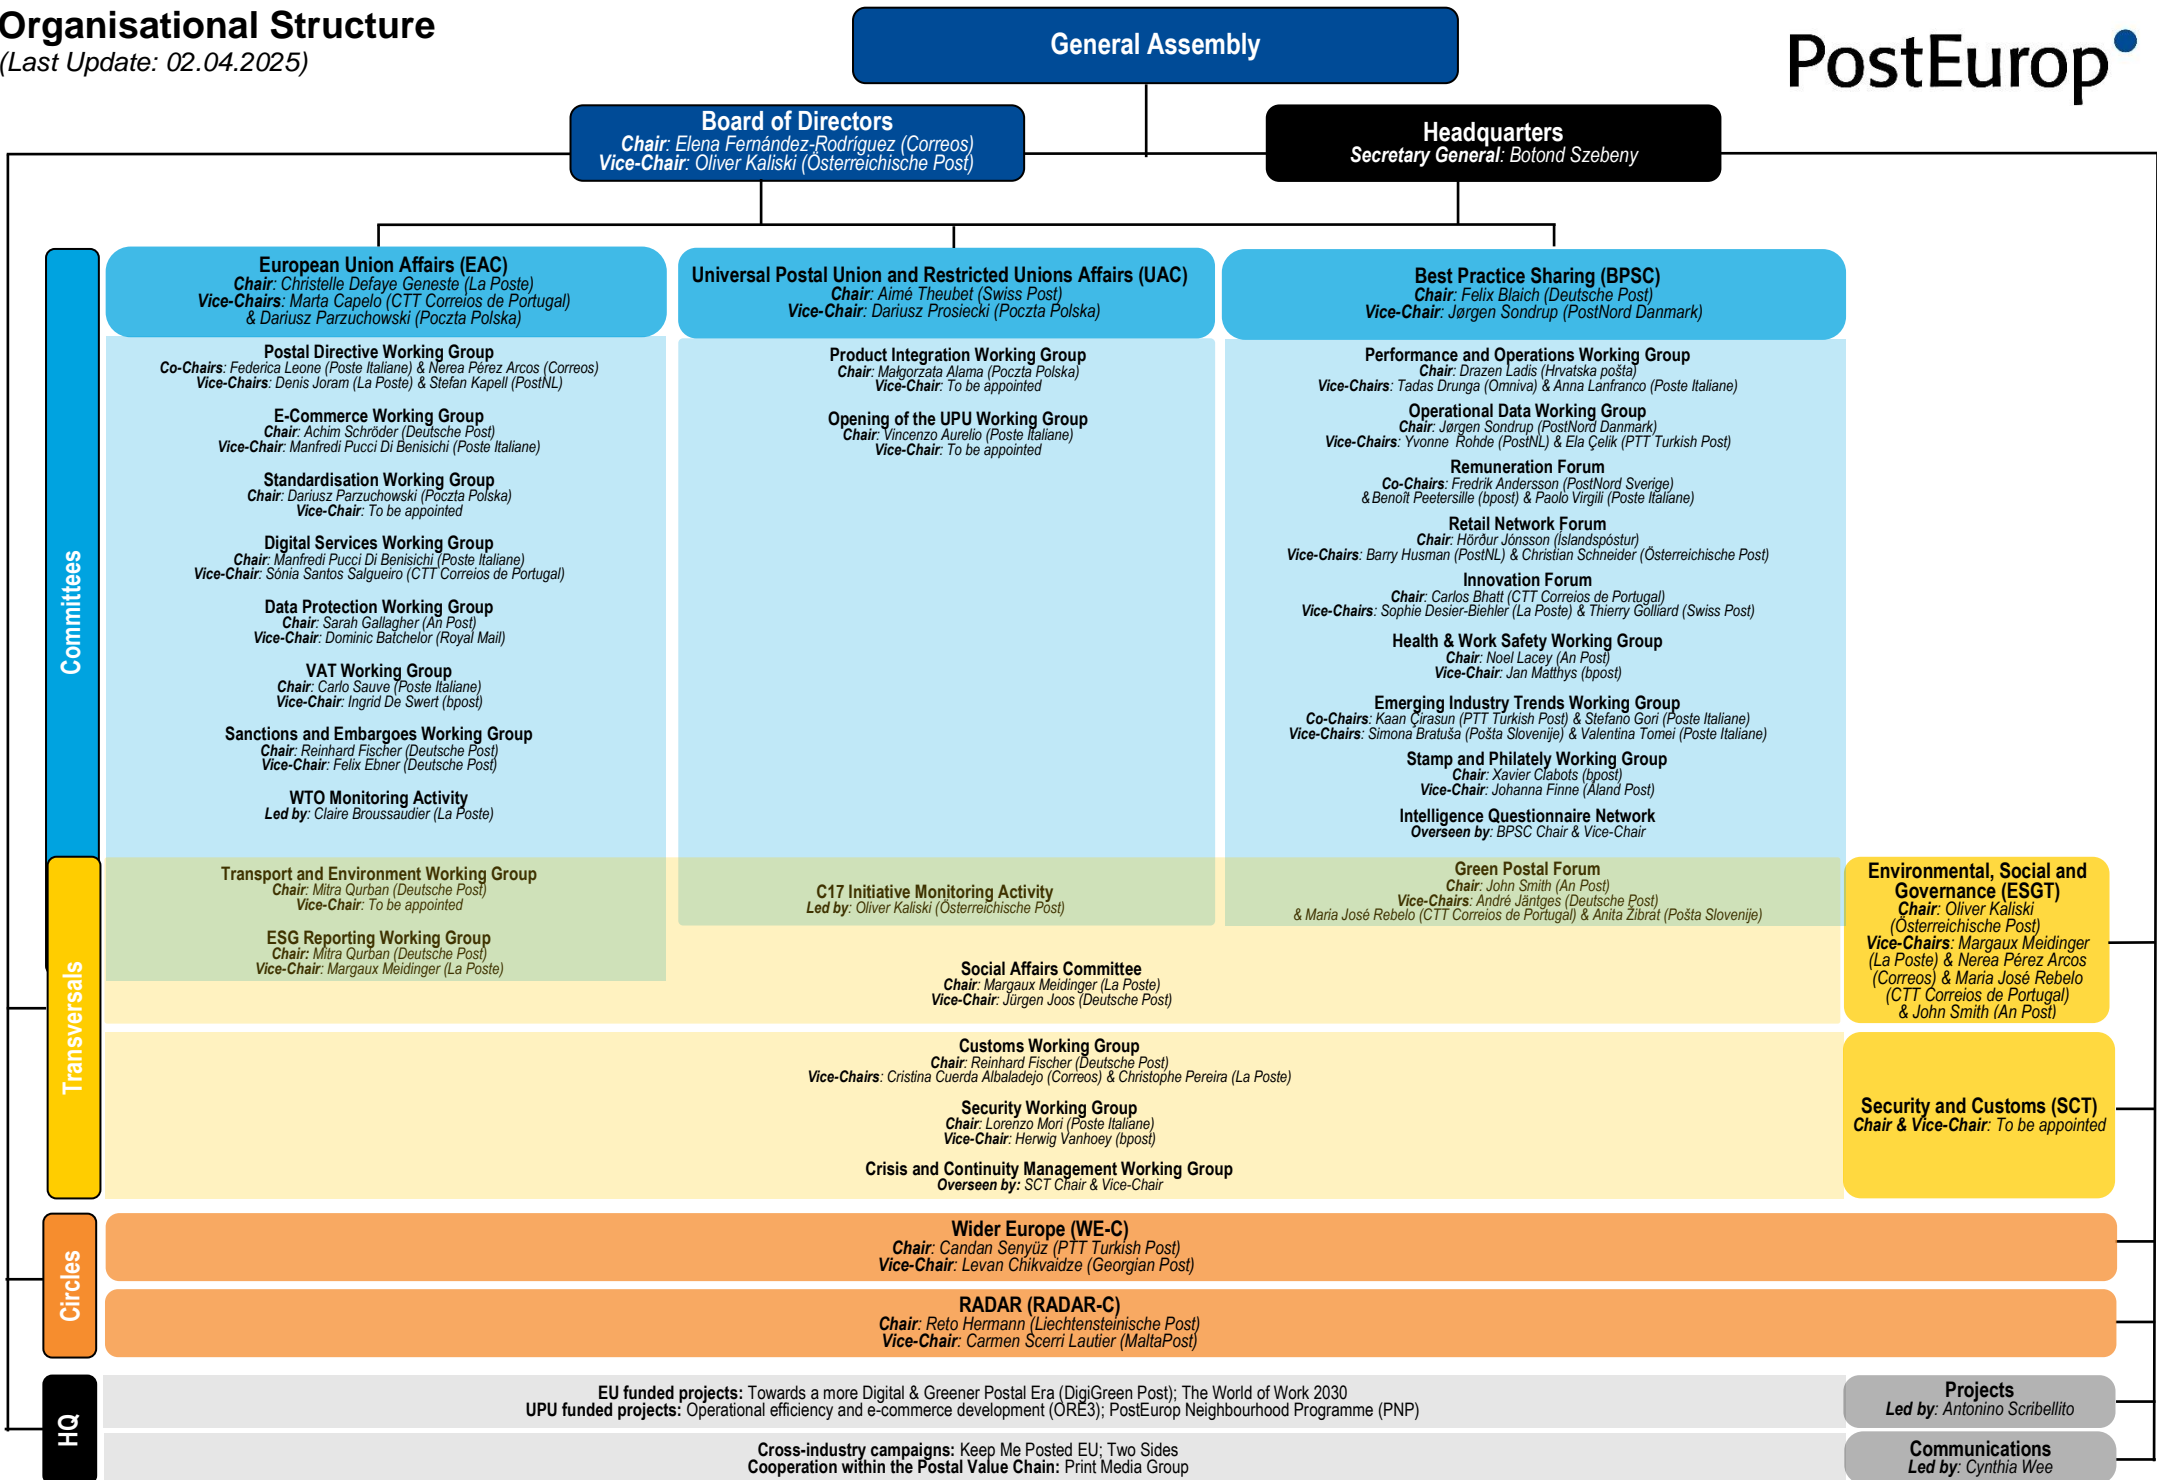 Organisational Structure
(Last Update: 02.04.2025)
General Assembly
PostEurop
Board of Directors
Chair: Elena Fernández-Rodríguez (Correos)
Vice-Chair: Oliver Kaliski (Österreichische Post)
Headquarters
Secretary General: Botond Szebeny
Committees
European Union Affairs (EAC)
Chair: Christelle Defaye Geneste (La Poste)
Vice-Chairs: Marta Capelo (CTT Correios de Portugal)
& Dariusz Parzuchowski (Poczta Polska)
Postal Directive Working Group
Co-Chairs: Federica Leone (Poste Italiane) & Nerea Pérez Arcos (Correos)
Vice-Chairs: Denis Joram (La Poste) & Stefan Kapell (PostNL)
E-Commerce Working Group
Chair: Achim Schröder (Deutsche Post)
Vice-Chair: Manfredi Pucci Di Benisichi (Poste Italiane)
Standardisation Working Group
Chair: Dariusz Parzuchowski (Poczta Polska)
Vice-Chair: To be appointed
Digital Services Working Group
Chair: Manfredi Pucci Di Benisichi (Poste Italiane)
Vice-Chair: Sónia Santos Salgueiro (CTT Correios de Portugal)
Data Protection Working Group
Chair: Sarah Gallagher (An Post)
Vice-Chair: Dominic Batchelor (Royal Mail)
VAT Working Group
Chair: Carlo Sauve (Poste Italiane)
Vice-Chair: Ingrid De Swert (bpost)
Sanctions and Embargoes Working Group
Chair: Reinhard Fischer (Deutsche Post)
Vice-Chair: Felix Ebner (Deutsche Post)
WTO Monitoring Activity
Led by: Claire Broussaudier (La Poste)
Universal Postal Union and Restricted Unions Affairs (UAC)
Chair: Aimé Theubet (Swiss Post)
Vice-Chair: Dariusz Prosiecki (Poczta Polska)
Product Integration Working Group
Chair: Małgorzata Alama (Poczta Polska)
Vice-Chair: To be appointed
Opening of the UPU Working Group
Chair: Vincenzo Aurelio (Poste Italiane)
Vice-Chair: To be appointed
Best Practice Sharing (BPSC)
Chair: Felix Blaich (Deutsche Post)
Vice-Chair: Jørgen Sondrup (PostNord Danmark)
Performance and Operations Working Group
Chair: Drazen Ladis (Hrvatska pošta)
Vice-Chairs: Tadas Drunga (Omniva) & Anna Lanfranco (Poste Italiane)
Operational Data Working Group
Chair: Jørgen Sondrup (PostNord Danmark)
Vice-Chairs: Yvonne Rohde (PostNL) & Ela Çelik (PTT Turkish Post)
Remuneration Forum
Co-Chairs: Fredrik Andersson (PostNord Sverige)
& Benoît Peetersille (bpost) & Paolo Virgili (Poste Italiane)
Retail Network Forum
Chair: Hörður Jónsson (Íslandspóstur)
Vice-Chairs: Barry Husman (PostNL) & Christian Schneider (Österreichische Post)
Innovation Forum
Chair: Carlos Bhatt (CTT Correios de Portugal)
Vice-Chairs: Sophie Desier-Biehler (La Poste) & Thierry Golliard (Swiss Post)
Health & Work Safety Working Group
Chair: Noel Lacey (An Post)
Vice-Chair: Jan Matthys (bpost)
Emerging Industry Trends Working Group
Co-Chairs: Kaan Çirasun (PTT Turkish Post) & Stefano Gori (Poste Italiane)
Vice-Chairs: Simona Bratuša (Pošta Slovenije) & Valentina Tomei (Poste Italiane)
Stamp and Philately Working Group
Chair: Xavier Clabots (bpost)
Vice-Chair: Johanna Finne (Åland Post)
Intelligence Questionnaire Network
Overseen by: BPSC Chair & Vice-Chair
Transversals
Transport and Environment Working Group
Chair: Mitra Qurban (Deutsche Post)
Vice-Chair: To be appointed
ESG Reporting Working Group
Chair: Mitra Qurban (Deutsche Post)
Vice-Chair: Margaux Meidinger (La Poste)
C17 Initiative Monitoring Activity
Led by: Oliver Kaliski (Österreichische Post)
Green Postal Forum
Chair: John Smith (An Post)
Vice-Chairs: André Jäntges (Deutsche Post)
& Maria José Rebelo (CTT Correios de Portugal) & Anita Žibrat (Pošta Slovenije)
Social Affairs Committee
Chair: Margaux Meidinger (La Poste)
Vice-Chair: Jürgen Joos (Deutsche Post)
Environmental, Social and
Governance (ESGT)
Chair: Oliver Kaliski
(Österreichische Post)
Vice-Chairs: Margaux Meidinger
(La Poste) & Nerea Pérez Arcos
(Correos) & Maria José Rebelo
(CTT Correios de Portugal)
& John Smith (An Post)
Customs Working Group
Chair: Reinhard Fischer (Deutsche Post)
Vice-Chairs: Cristina Cuerda Albaladejo (Correos) & Christophe Pereira (La Poste)
Security Working Group
Chair: Lorenzo Mori (Poste Italiane)
Vice-Chair: Herwig Vanhoey (bpost)
Crisis and Continuity Management Working Group
Overseen by: SCT Chair & Vice-Chair
Security and Customs (SCT)
Chair & Vice-Chair: To be appointed
Circles
Wider Europe (WE-C)
Chair: Candan Senyüz (PTT Turkish Post)
Vice-Chair: Levan Chikvaidze (Georgian Post)
RADAR (RADAR-C)
Chair: Reto Hermann (Liechtensteinische Post)
Vice-Chair: Carmen Scerri Lautier (MaltaPost)
HQ
EU funded projects: Towards a more Digital & Greener Postal Era (DigiGreen Post); The World of Work 2030
UPU funded projects: Operational efficiency and e-commerce development (ORE3); PostEurop Neighbourhood Programme (PNP)
Projects
Led by: Antonino Scribellito
Cross-industry campaigns: Keep Me Posted EU; Two Sides
Cooperation within the Postal Value Chain: Print Media Group
Communications
Led by: Cynthia Wee